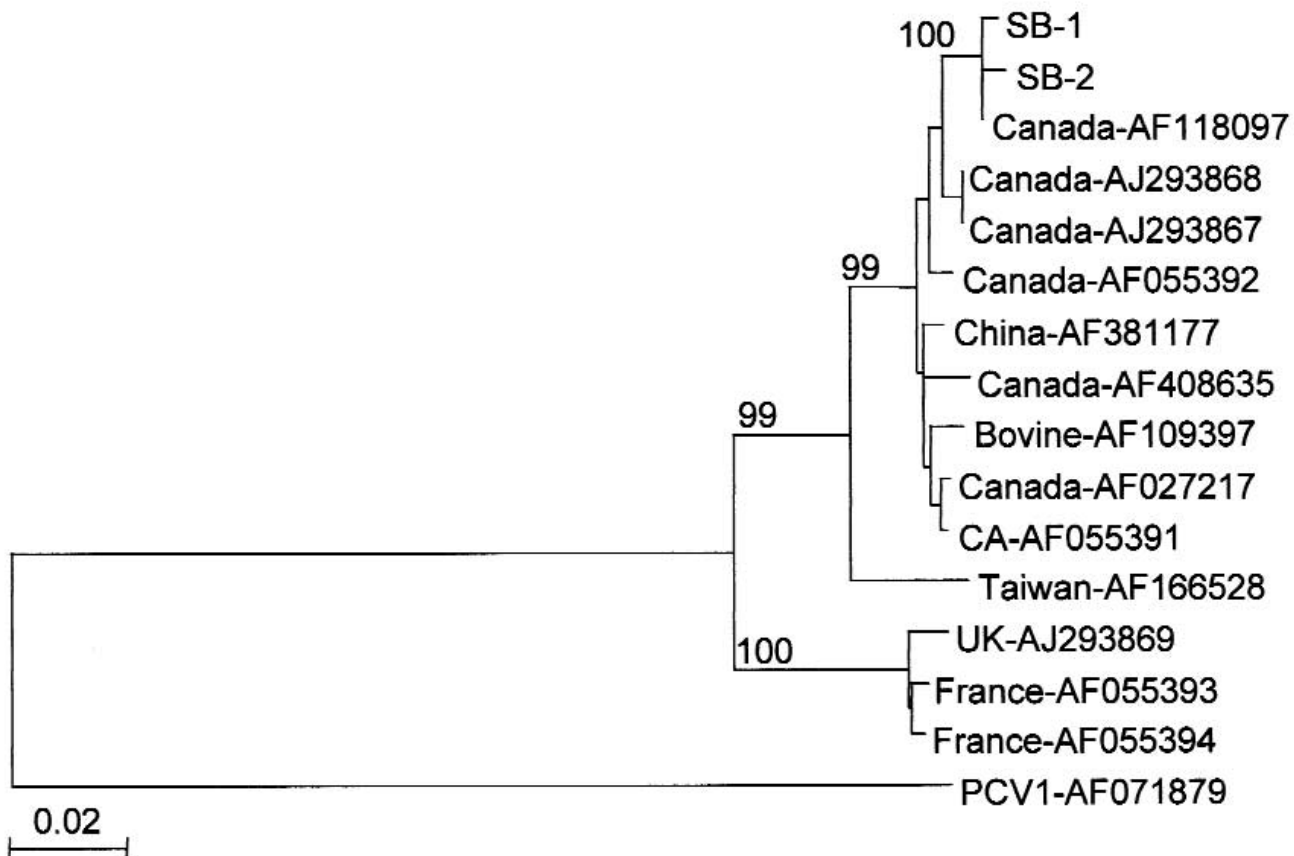 100
SB-1
SB-2
Canada-AF118097
Canada-AJ293868
Canada-AJ293867
99
Canada-AF055392
China-AF381177
Canada-AF408635
99
Bovine-AF109397
Canada-AF027217
CA-AF055391
Taiwan-AF166528
UK-AJ293869
100
France-AF055393
France-AF055394
PCV1-AF071879
0.02